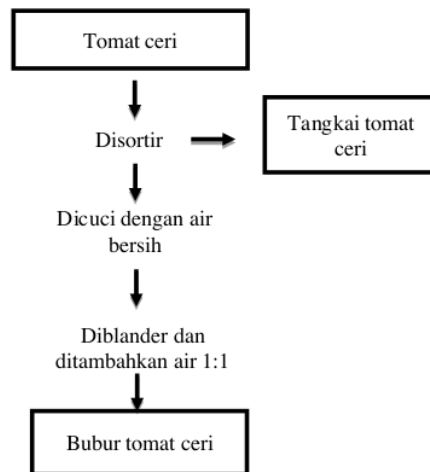 Tomat ceri
Disortir
Tangkai tomat
ceri
Dicuci dengan air
bersih
Diblander dan
ditambahkan air 1:1
Bubur tomat ceri